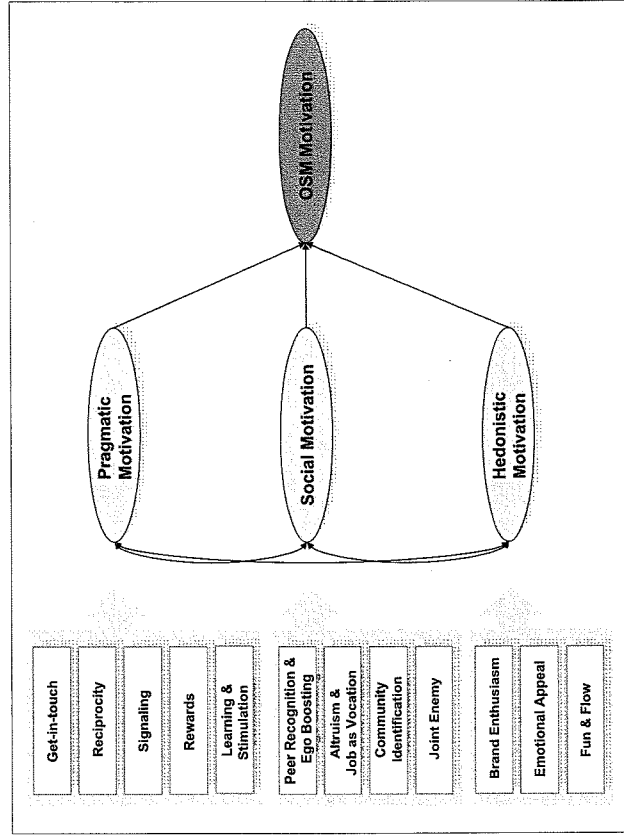 Get-in-touch
Reciprocity
Signaling
Rewards
Learning &
Stimulation
Peer Recognition &
Ego Boosting
Altruism &
Job as Vocation
Community
Identification
Joint Enemy
Brand Enthusiasm
Emotional Appeal
Fun & Flow
Pragmatic
Motivation
Social Motivation
Hedonistic
Motivation
OSM Motivation